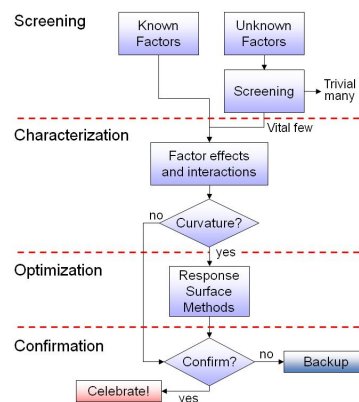 Screening
Known
Factors
Unknown
Factors
Screening
Trivial
many
Vital few
Characterization
Factor effects
and interactions
no
Curvature?
yes
Optimization
Response
Surface
Methods
Confirmation
Confirm?
no
Backup
Celebrate!
yes